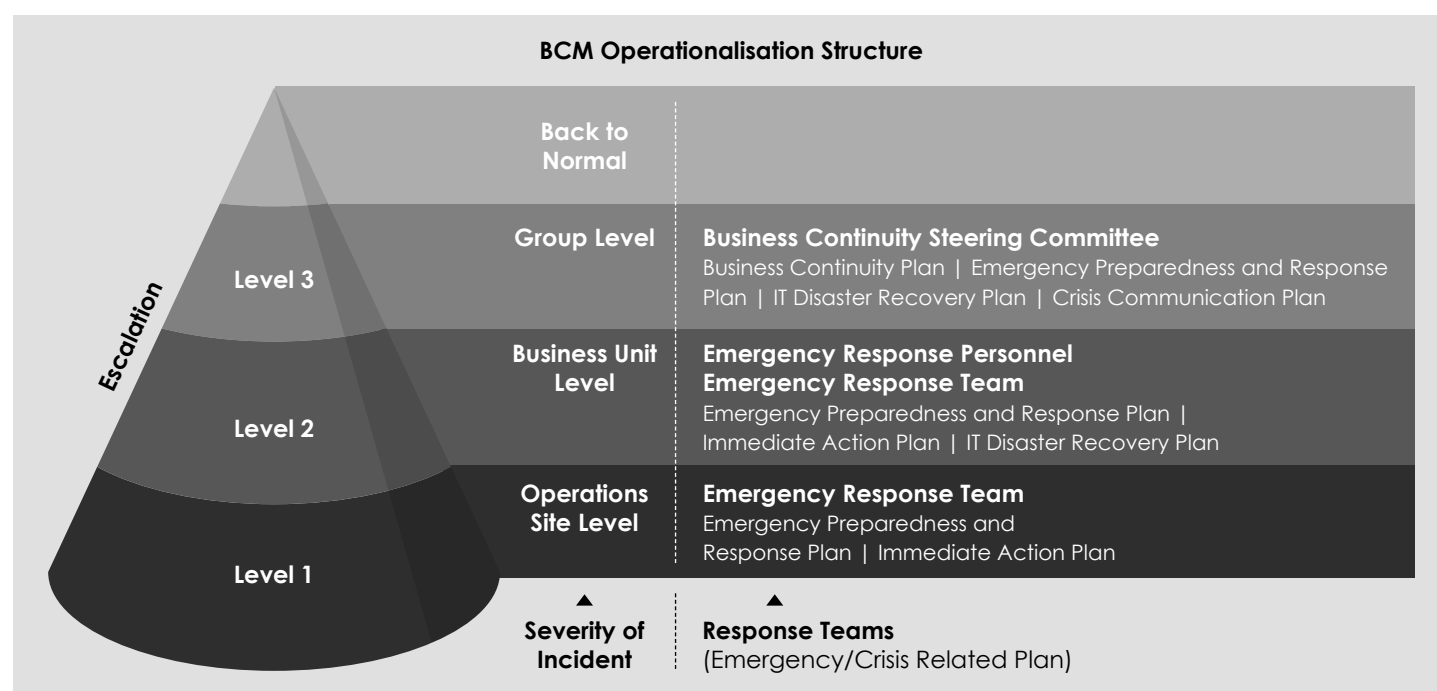 BCM Operationalisation Structure
Back to
Normal
Escalation
Level 3
Group Level
Business Continuity Steering Committee
Business Continuity Plan | Emergency Preparedness and Response
Plan | IT Disaster Recovery Plan | Crisis Communication Plan
Level 2
Business Unit
Level
Emergency Response Personnel
Emergency Response Team
Emergency Preparedness and Response Plan |
Immediate Action Plan | IT Disaster Recovery Plan
Level 1
Operations
Site Level
Emergency Response Team
Emergency Preparedness and
Response Plan | Immediate Action Plan
Severity of
Incident
Response Teams
(Emergency/Crisis Related Plan)